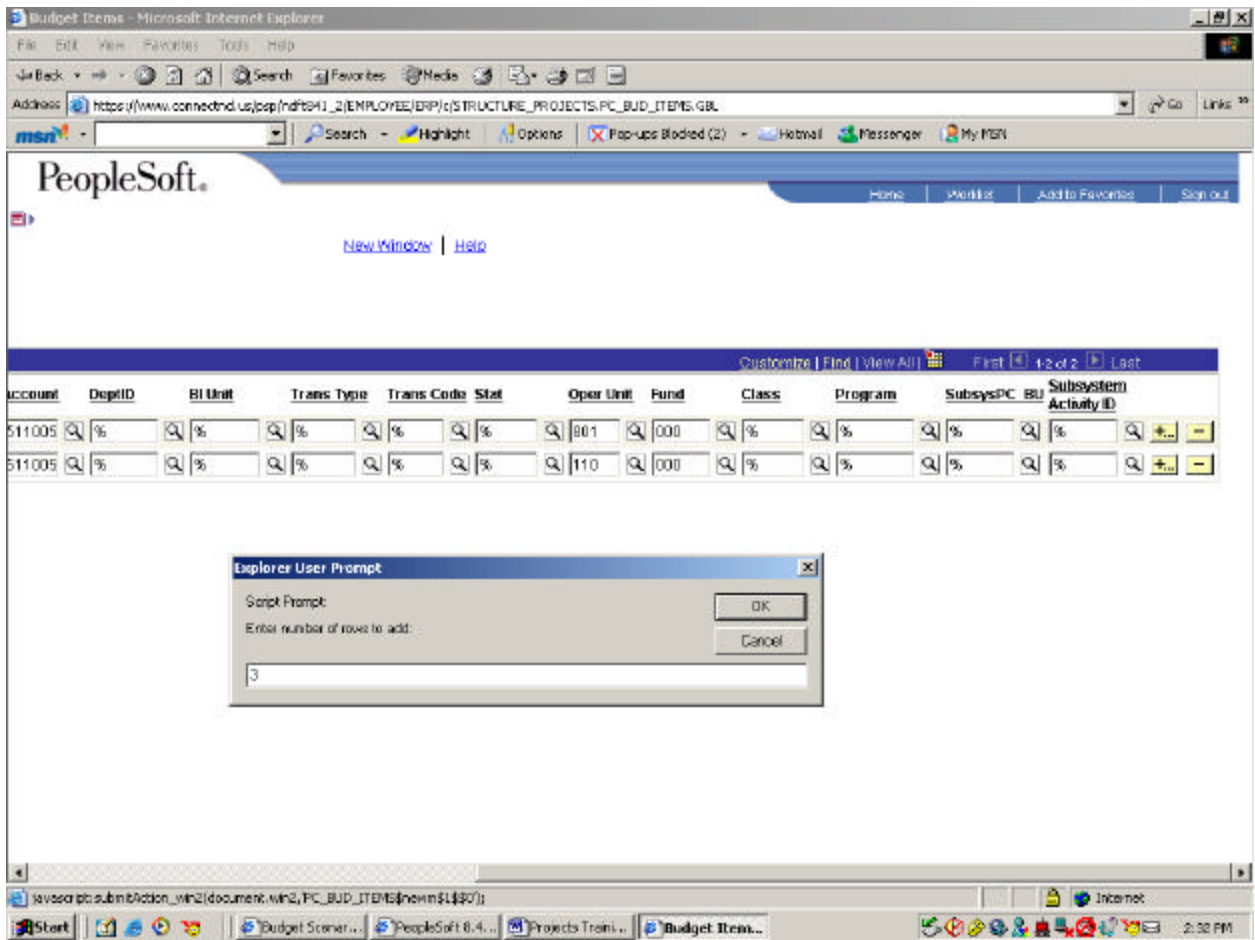 Budget Items - Microsoft Internet Explorer
File Edit View Favorites Tools Help
Back Search Favorites Media
Address https://www.connectnd.us/psp/ndfts941_2/EMPLOYEE/ERP/c/STRUCTURE_PROJECTS.PC_BUD_ITEMS.GBL Go Links »
msn Search Highlight Options Pop-ups Blocked (2) Hotmail Messenger My MSN
PeopleSoft.
Home | Worklist | Add to Favorites | Sign out
New Window | Help
Customize | Find | View All | First 1-2 of 2 Last
Account DeptID BI Unit Trans Type Trans Code Stat Oper Unit Fund Class Program SubsysPC BU Subsystem Activity ID
511005 % % % % % 801 000 % % % % +... -
511005 % % % % % 110 000 % % % % +... -
Explorer User Prompt
Script Prompt:
OK
Enter number of rows to add:
Cancel
3
javascript:submitAction_win2(document.win2,'PC_BUD_ITEMS$newm$1$$0');
Internet
Start Budget Scenar... PeopleSoft 8.4... Projects Traini... Budget Item... 2:32 PM